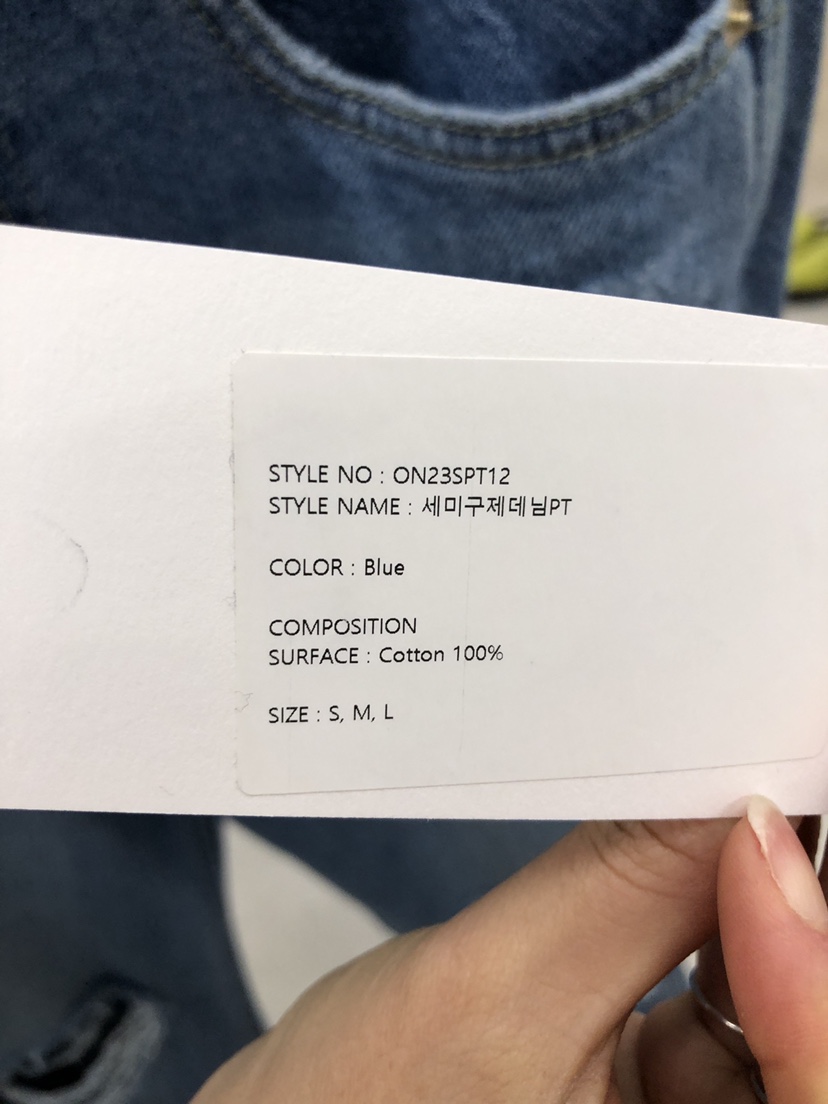 STYLE NO : ON23SPT12
STYLE NAME : 세미구제데님PT
COLOR : Blue
COMPOSITION
SURFACE : Cotton 100%
SIZE : S, M, L